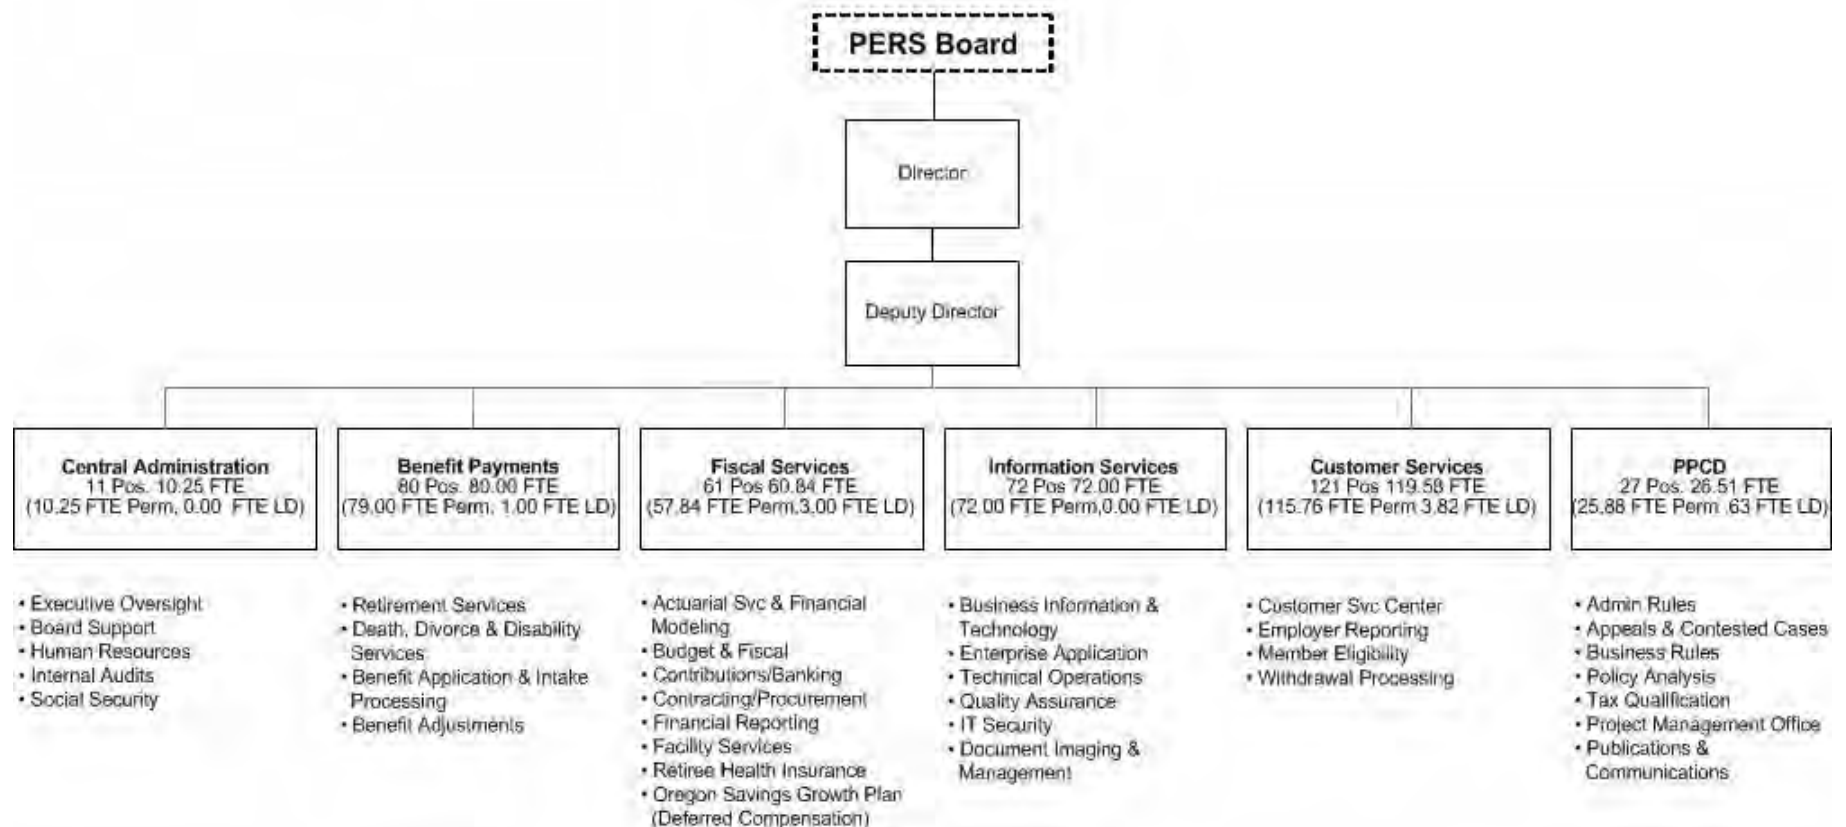 PERS Board
Director
Deputy Director
Central Administration
11 Pos. 10.25 FTE
(10.25 FTE Perm, 0.00 FTE LD)
• Executive Oversight
• Board Support
• Human Resources
• Internal Audits
• Social Security
Benefit Payments
80 Pos. 80.00 FTE
(79.00 FTE Perm, 1.00 FTE LD)
• Retirement Services
• Death, Divorce & Disability
Services
• Benefit Application & Intake
Processing
• Benefit Adjustments
Fiscal Services
61 Pos 60.84 FTE
(57.84 FTE Perm,3.00 FTE LD)
• Actuarial Svc & Financial
Modeling
• Budget & Fiscal
• Contributions/Banking
• Contracting/Procurement
• Financial Reporting
• Facility Services
• Retiree Health Insurance
• Oregon Savings Growth Plan
(Deferred Compensation)
Information Services
72 Pos 72.00 FTE
(72.00 FTE Perm,0.00 FTE LD)
• Business Information &
Technology
• Enterprise Application
• Technical Operations
• Quality Assurance
• IT Security
• Document Imaging &
Management
Customer Services
121 Pos 119.58 FTE
(115.76 FTE Perm 3.82 FTE LD)
• Customer Svc Center
• Employer Reporting
• Member Eligibility
• Withdrawal Processing
PPCD
27 Pos. 26.51 FTE
(25.88 FTE Perm .63 FTE LD)
• Admin Rules
• Appeals & Contested Cases
• Business Rules
• Policy Analysis
• Tax Qualification
• Project Management Office
• Publications &
Communications